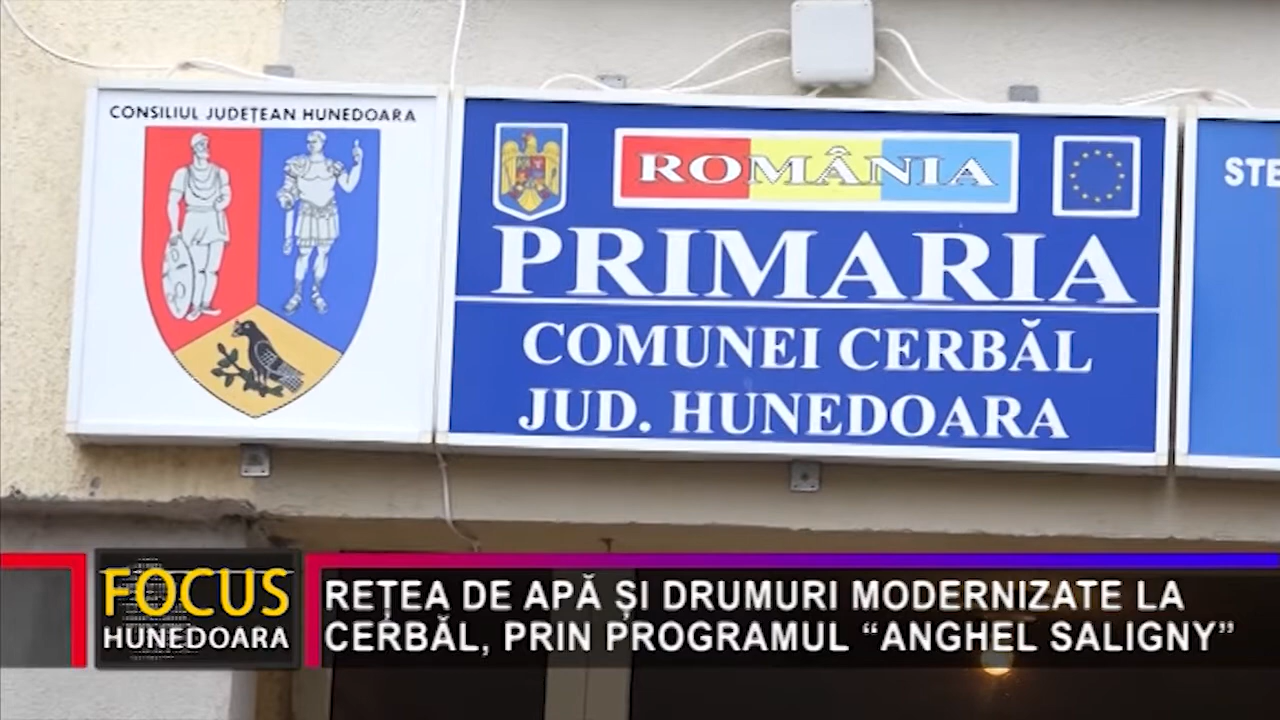 CONSILIUL JUDEȚEAN HUNEDOARA
ROMÂNIA
PRIMARIA
COMUNEI CERBĂL
JUD. HUNEDOARA
STE
FOCUS
HUNEDOARA
REȚEA DE APĂ ȘI DRUMURI MODERNIZATE LA
CERBĂL, PRIN PROGRAMUL “ANGHEL SALIGNY”